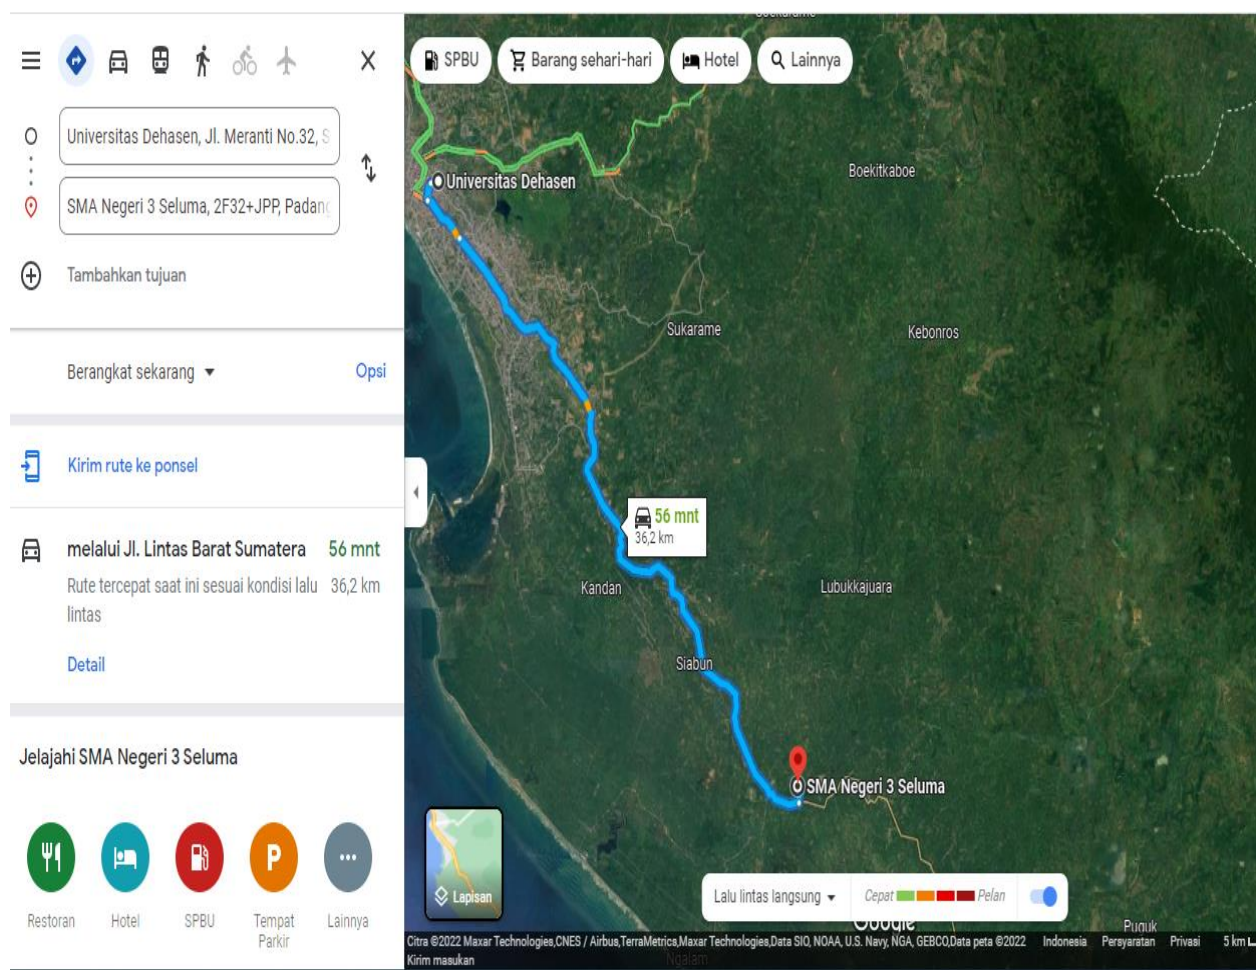 Universitas Dehasen, Jl. Meranti No.32, S
SMA Negeri 3 Seluma, 2F32+JPP, Padang
Tambahkan tujuan
Berangkat sekarang
Opsi
Kirim rute ke ponsel
melalui Jl. Lintas Barat Sumatera 56 mnt
Rute tercepat saat ini sesuai kondisi lalu 36,2 km
lintas
Detail
Jelajahi SMA Negeri 3 Seluma
P
Restoran
Hotel
SPBU
Tempat
Parkir
Lainnya
SPBU
Barang sehari-hari
Hotel
Lainnya
Universitas Dehasen
Boekitkaboe
Sukarame
Kebonros
56 mnt
36,2 km
Kandan
Lubukkajuara
Siabun
SMA Negeri 3 Seluma
Lapisan
Lalu lintas langsung
Cepat
Pelan
Google
Puguk
Ngalam
Citra ©2022 Maxar Technologies,CNES / Airbus,TerraMetrics,Maxar Technologies,Data SIO, NOAA, U.S. Navy, NGA, GEBCO,Data peta ©2022 Indonesia Persyaratan Privasi 5 km
Kirim masukan